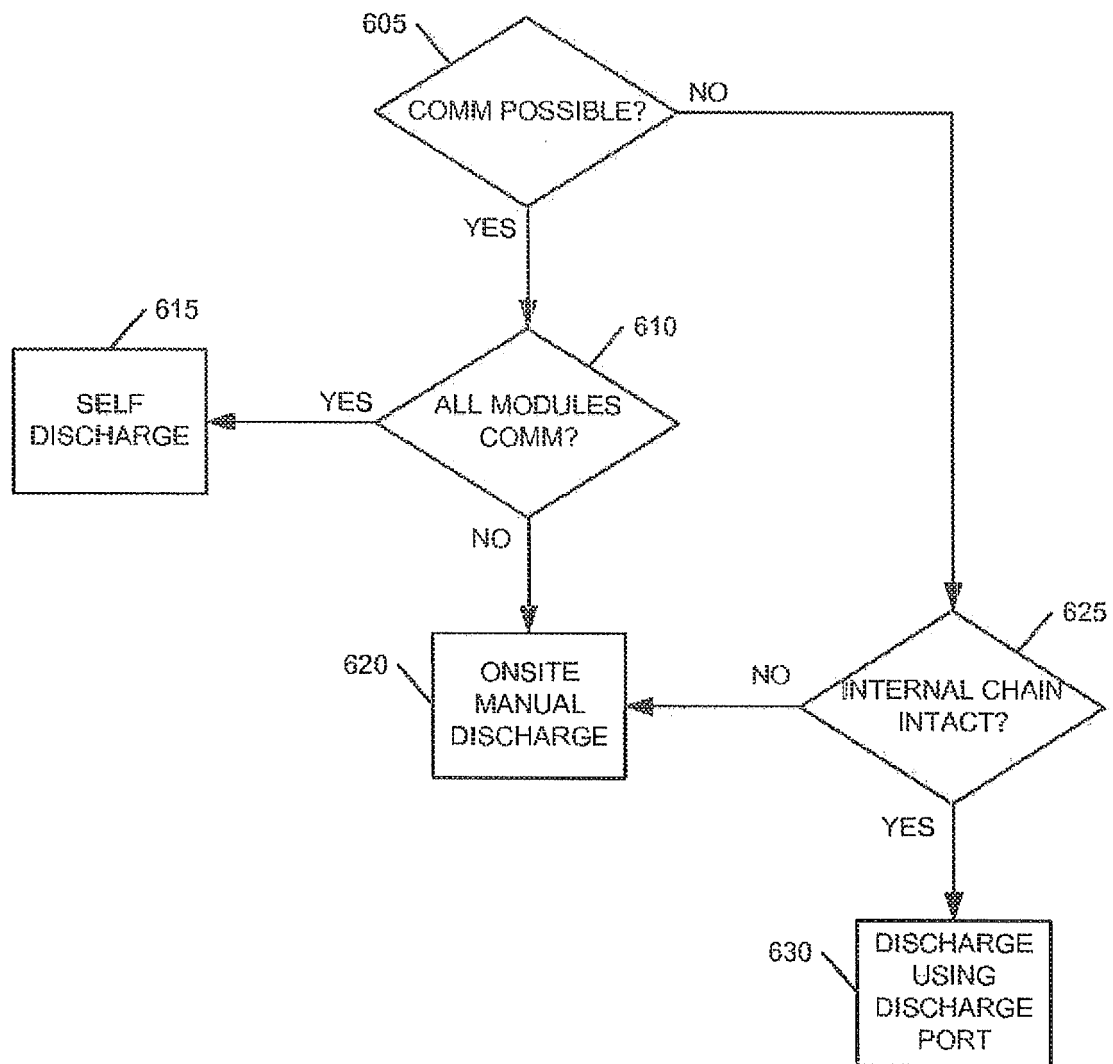 605
COMM POSSIBLE?
NO
YES
615
610
SELF
DISCHARGE
YES
ALL MODULES
COMM?
NO
625
620
ONSITE
MANUAL
DISCHARGE
NO
INTERNAL CHAIN
INTACT?
YES
630
DISCHARGE
USING
DISCHARGE
PORT